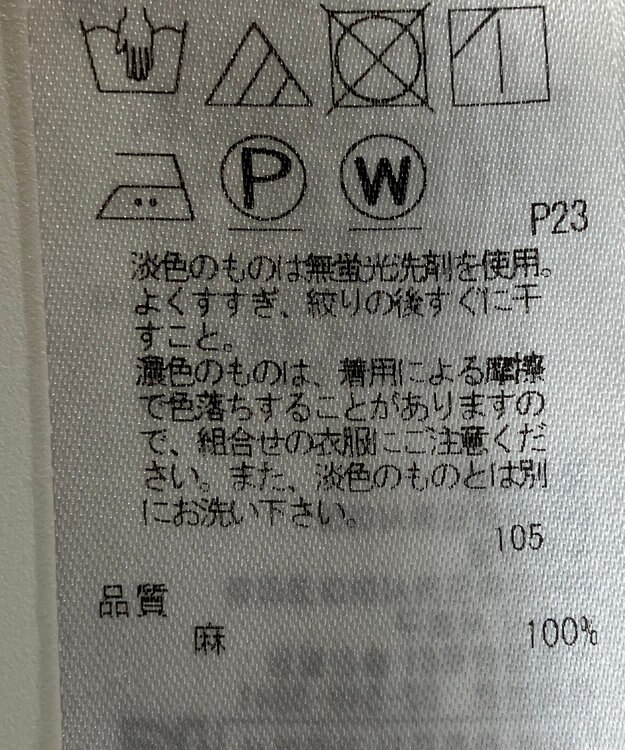 P
W
P23
淡色のものは無蛍光洗剤を使用。
よくすすぎ、絞りの後すぐに干
すこと。
濃色のものは、着用による摩擦
で色落ちすることがありますの
で、組合せの衣服にご注意くだ
さい。また、淡色のものとは別
にお洗い下さい。
105
品質
麻 100%